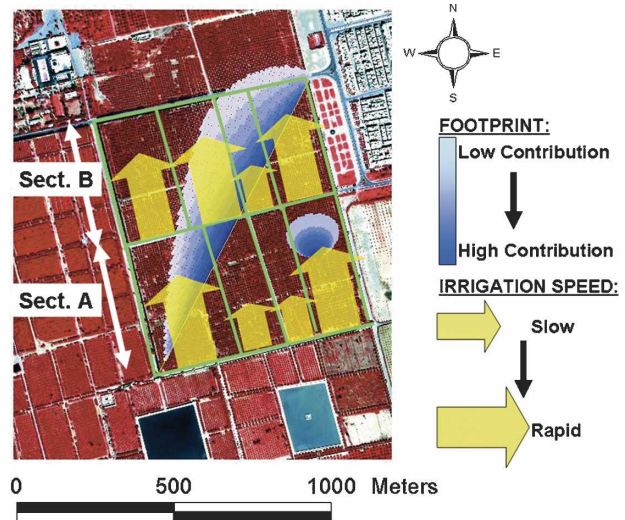 N
W E
S
FOOTPRINT:
Low Contribution
High Contribution
IRRIGATION SPEED:
Slow
Rapid
Sect. B
Sect. A
0 500 1000 Meters